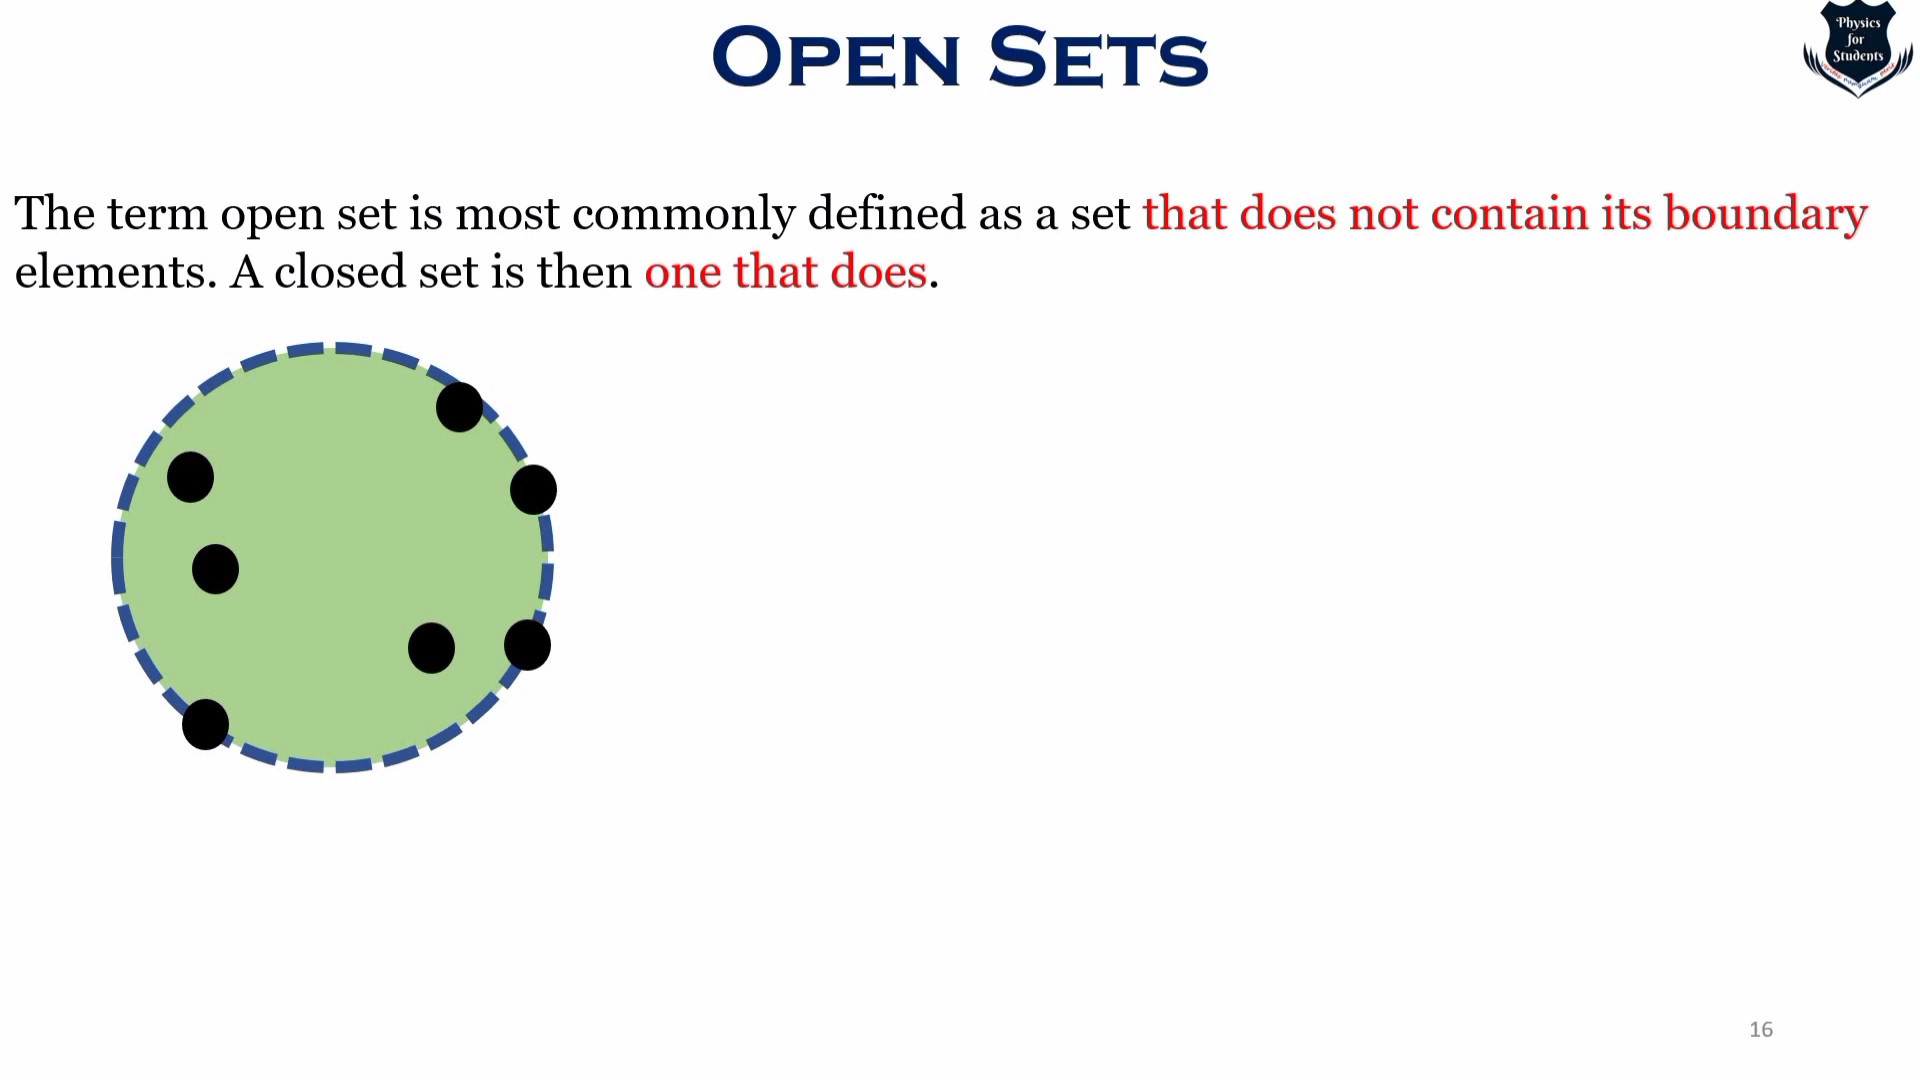 OPEN SETS
Physics
for
Students
The term open set is most commonly defined as a set that does not contain its boundary
elements. A closed set is then one that does.
16